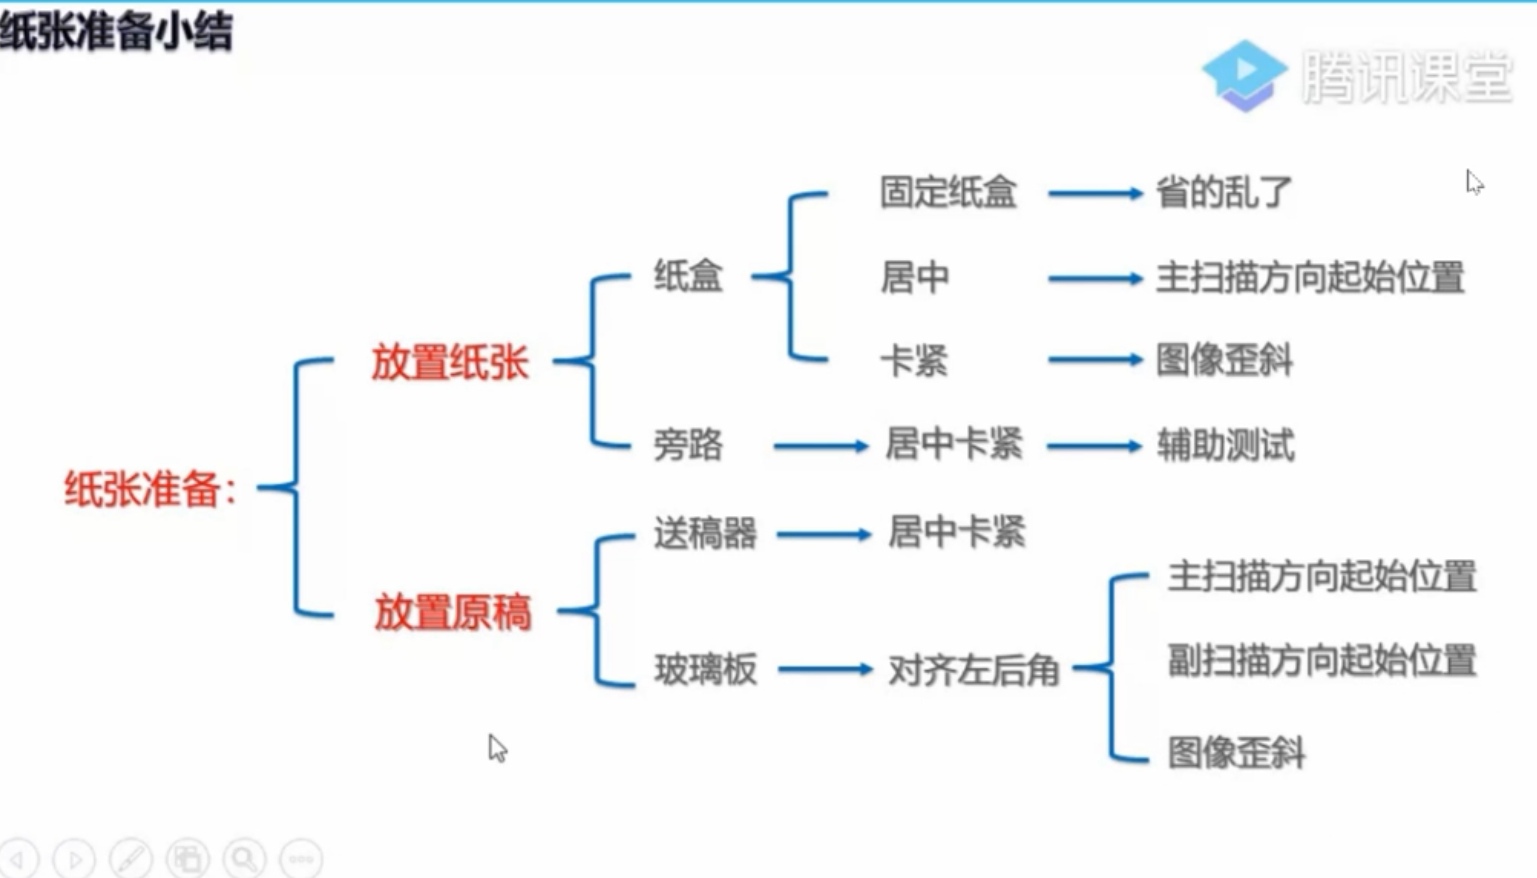 纸张准备小结
腾讯课堂
固定纸盒 省的乱了
纸盒 居中 主扫描方向起始位置
放置纸张 卡紧 图像歪斜
旁路 居中卡紧 辅助测试
纸张准备：
送稿器 居中卡紧
主扫描方向起始位置
放置原稿
玻璃板 对齐左后角 副扫描方向起始位置
图像歪斜